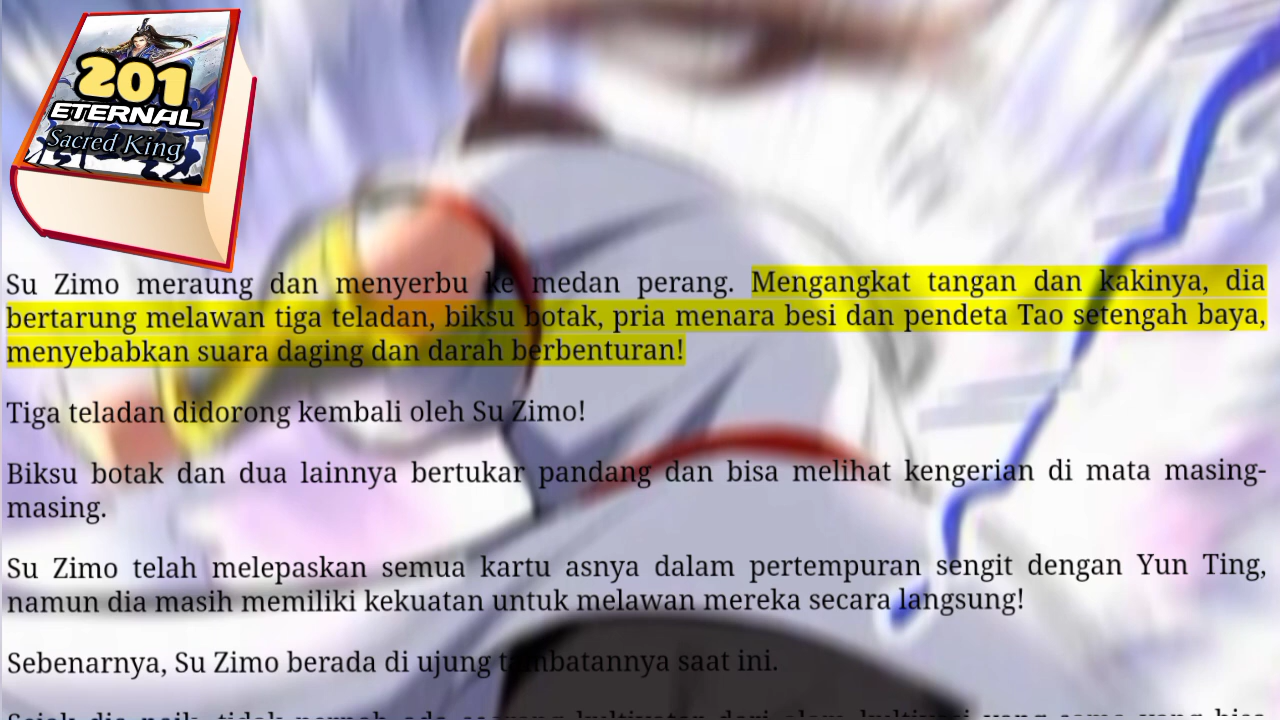 201
ETERNAL
Sacred King
Su Zimo meraung dan menyerbu ke medan perang. Mengangkat tangan dan kakinya, dia
bertarung melawan tiga teladan, biksu botak, pria menara besi dan pendeta Tao setengah baya,
menyebabkan suara daging dan darah berbenturan!
Tiga teladan didorong kembali oleh Su Zimo!
Biksu botak dan dua lainnya bertukar pandang dan bisa melihat kengerian di mata masing-
masing.
Su Zimo telah melepaskan semua kartu asnya dalam pertempuran sengit dengan Yun Ting,
namun dia masih memiliki kekuatan untuk melawan mereka secara langsung!
Sebenarnya, Su Zimo berada di ujung tambatannya saat ini.